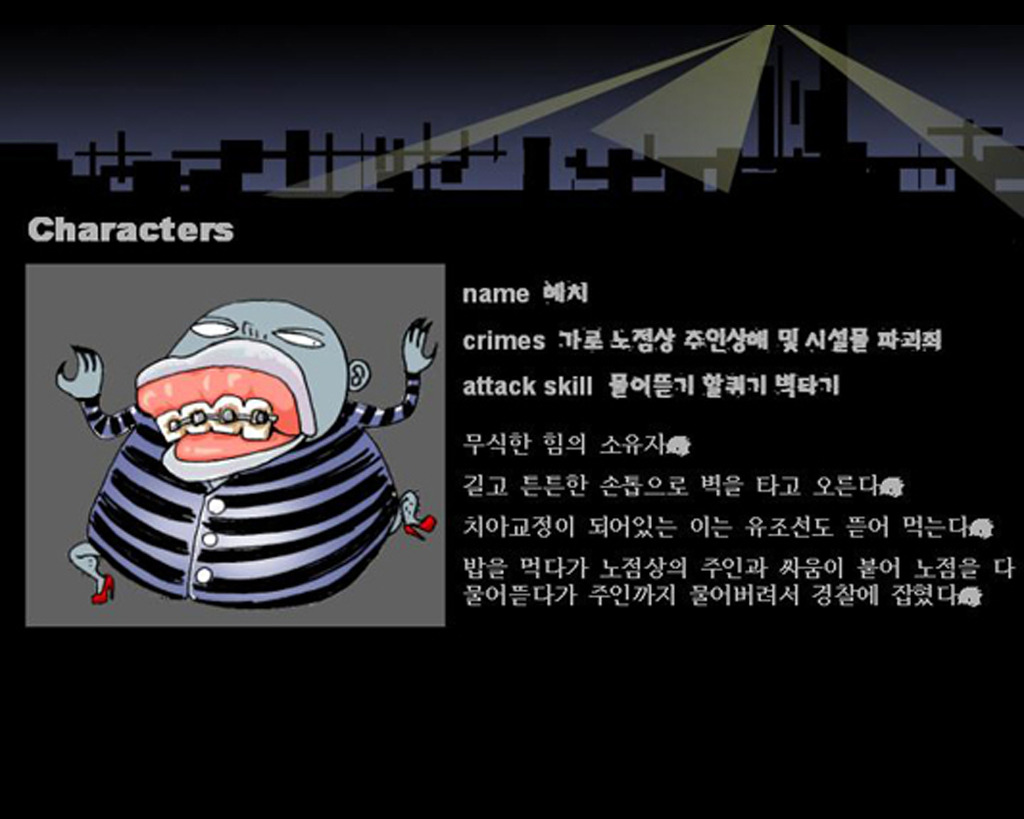 Characters
name 헤치
crimes 가로 노점상 주인상해 및 시설물 파괴죄
attack skill 물어뜯기 할퀴기 벽타기
무식한 힘의 소유자
길고 튼튼한 손톱으로 벽을 타고 오른다
치아교정이 되어있는 이는 유조선도 뜯어 먹는다
밥을 먹다가 노점상의 주인과 싸움이 붙어 노점을 다
물어뜯다가 주인까지 물어버려서 경찰에 잡혔다